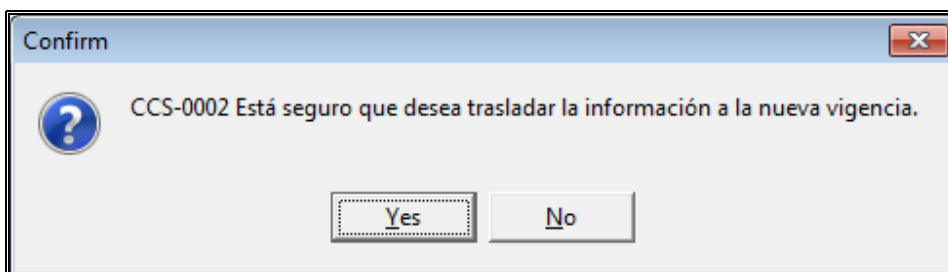 Confirm
CCS-0002 Está seguro que desea trasladar la información a la nueva vigencia.
Yes
No